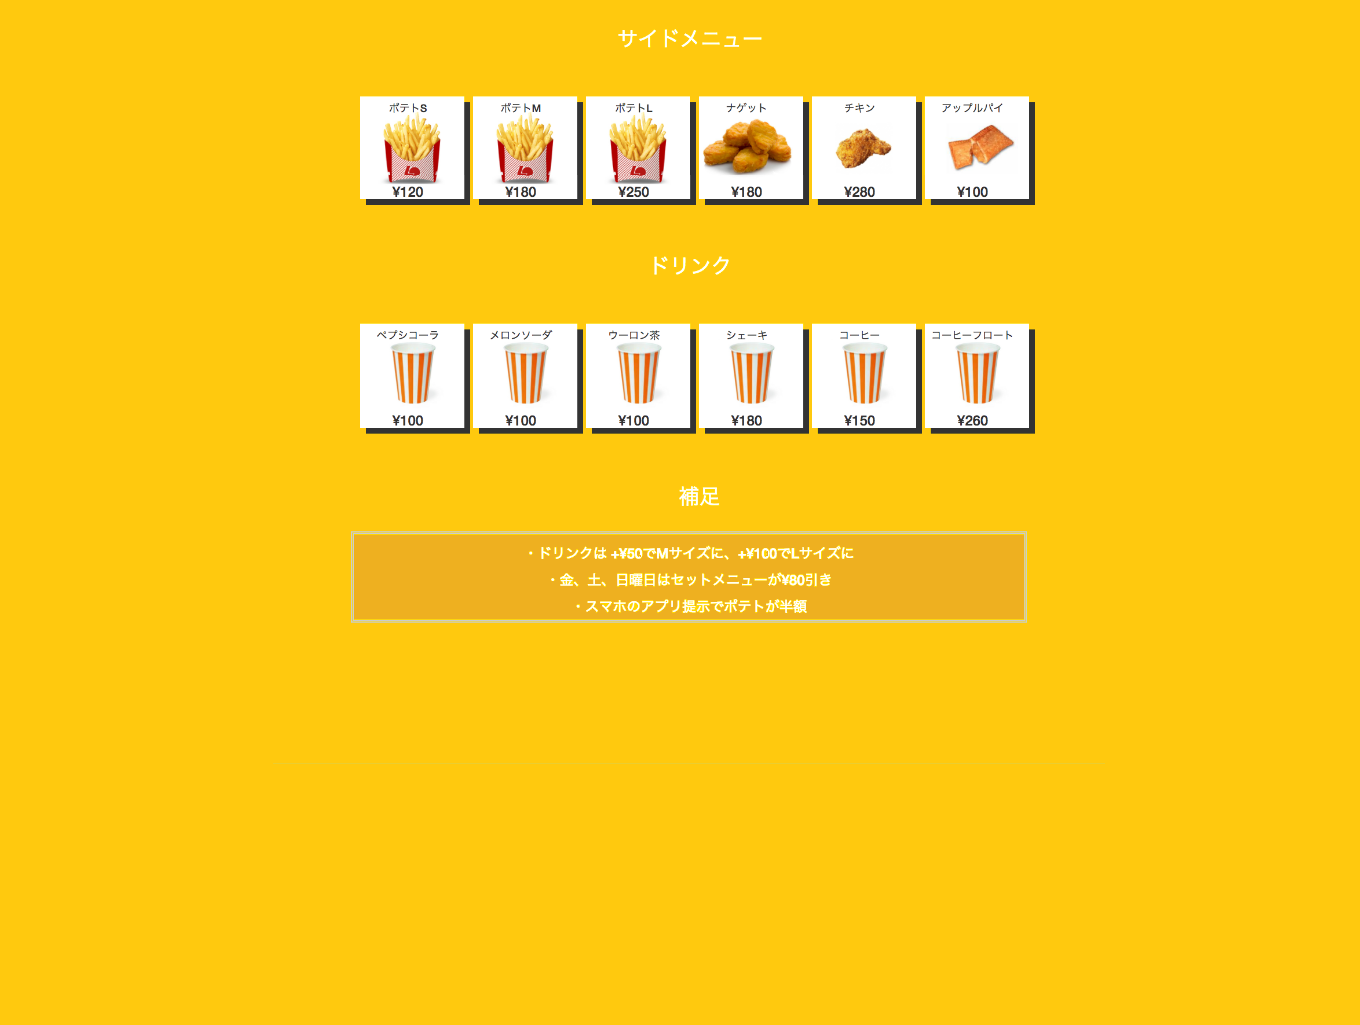 サイドメニュー
ポテトS ポテトM ポテトL ナゲット チキン アップルパイ
¥120 ¥180 ¥250 ¥180 ¥280 ¥100
ドリンク
ペプシコーラ メロンソーダ ウーロン茶 シェーキ コーヒー コーヒーフロート
¥100 ¥100 ¥100 ¥180 ¥150 ¥260
補足
・ドリンクは +¥50でMサイズに、+¥100でLサイズに
・金、土、日曜日はセットメニューが¥80引き
・スマホのアプリ提示でポテトが半額